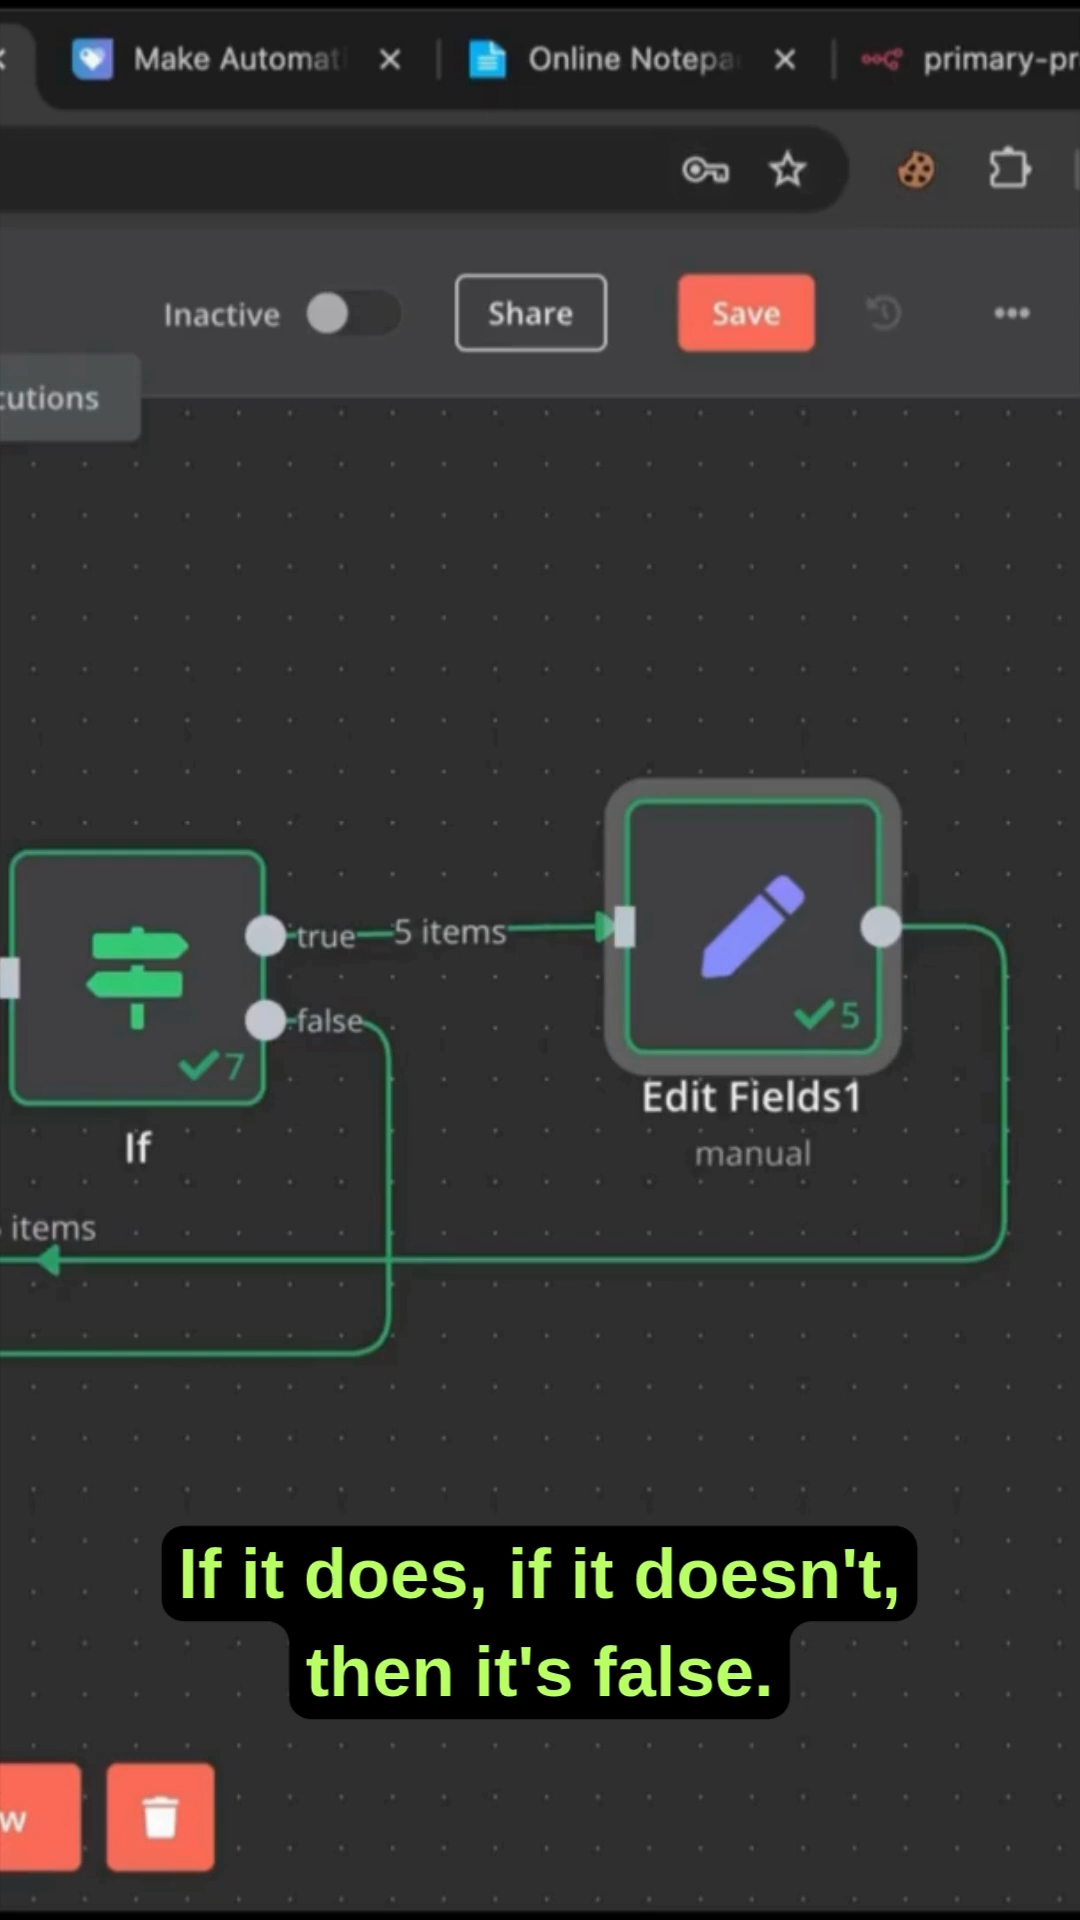 Make Automat
Online Notepa
primary-pr
Inactive
Share
Save
cutions
true
5 items
false
7
5
Edit Fields1
If
manual
items
If it does, if it doesn't,
then it's false.
w